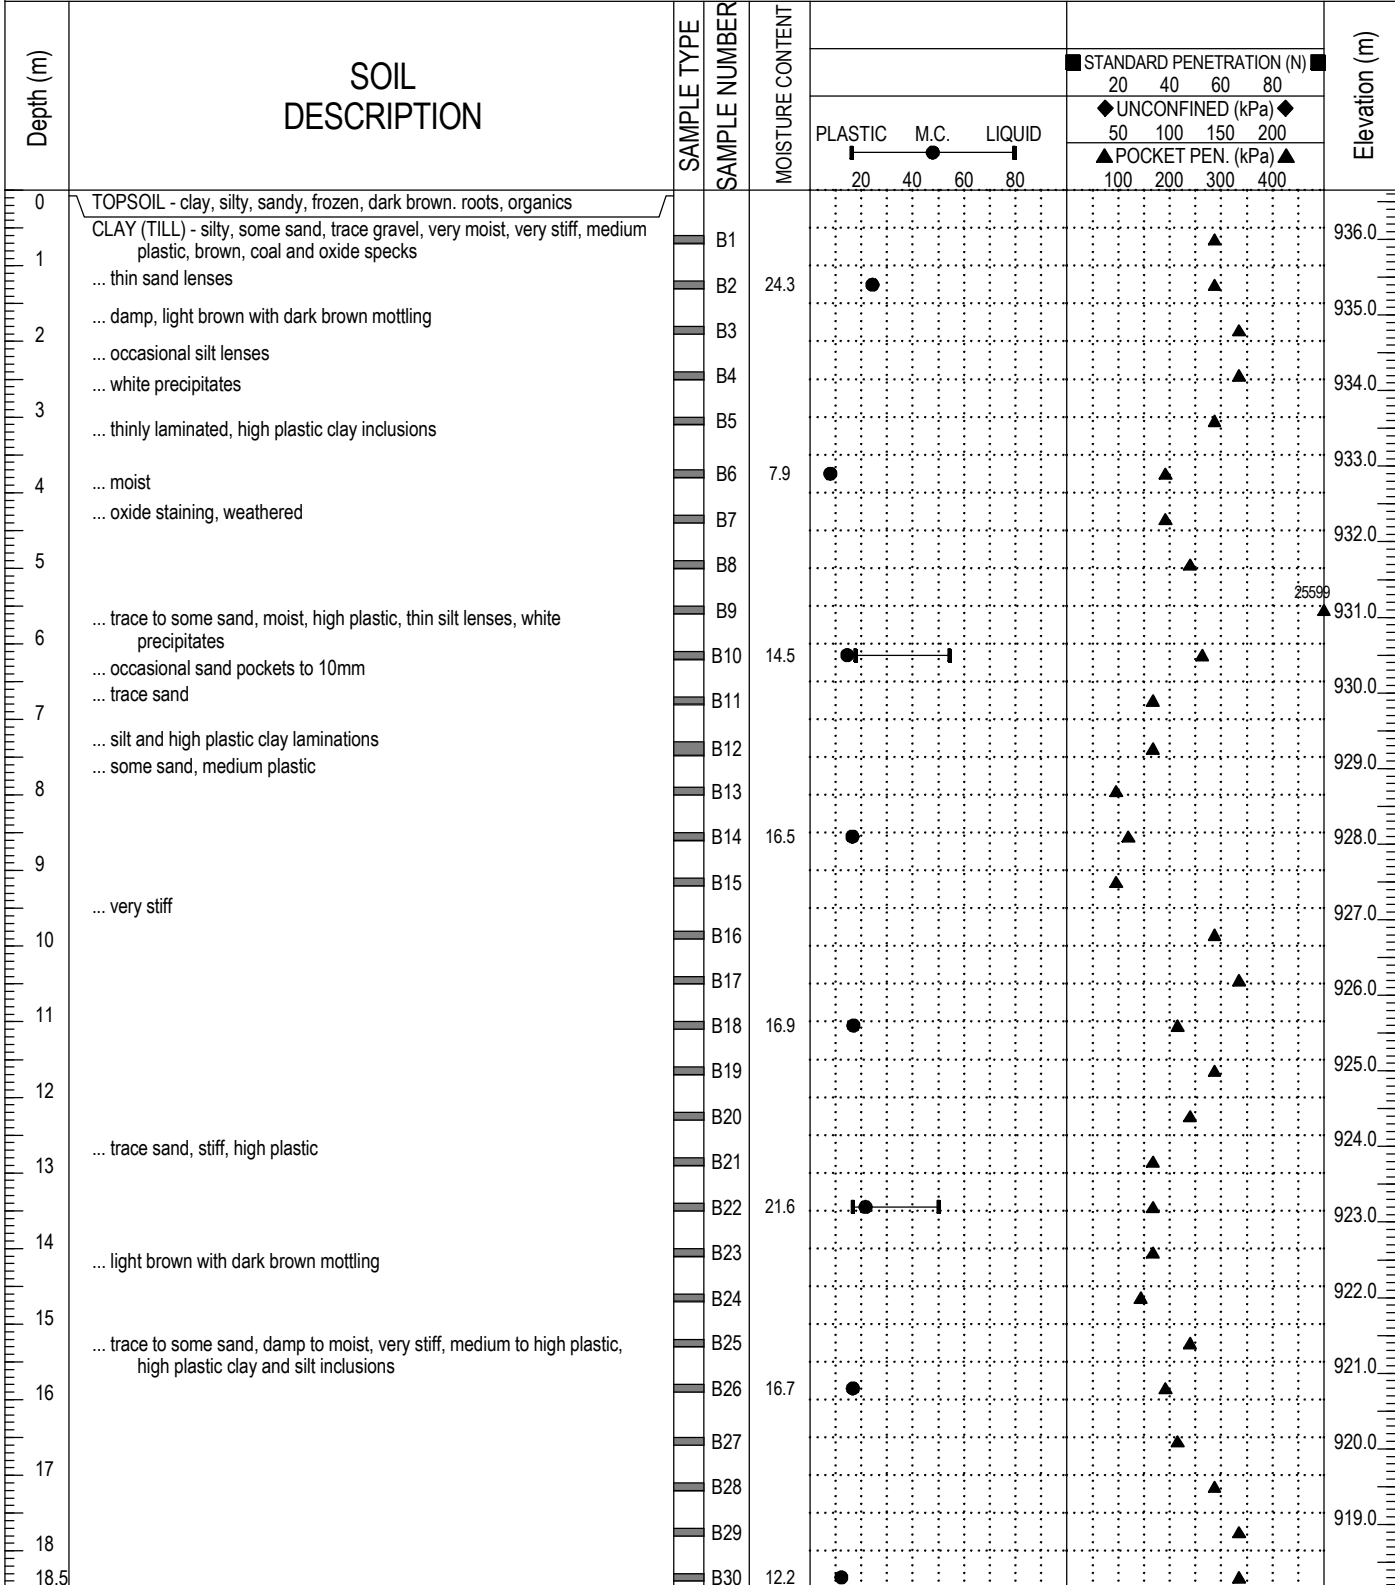 Depth (m)
SOIL
DESCRIPTION
SAMPLE TYPE
SAMPLE NUMBER
MOISTURE CONTENT
PLASTIC M.C. LIQUID
20 40 60 80
STANDARD PENETRATION (N)
20 40 60 80
UNCONFINED (kPa)
50 100 150 200
POCKET PEN. (kPa)
100 200 300 400
Elevation (m)
0 TOPSOIL - clay, silty, sandy, frozen, dark brown. roots, organics
CLAY (TILL) - silty, some sand, trace gravel, very moist, very stiff, medium
B1 936.0
plastic, brown, coal and oxide specks
1
... thin sand lenses
B2 24.3
935.0
... damp, light brown with dark brown mottling
B3
2
... occasional silt lenses
B4
... white precipitates 934.0
3
B5
... thinly laminated, high plastic clay inclusions
933.0
B6 7.9
4 ... moist
... oxide staining, weathered
B7
932.0
5 B8
25599
B9 931.0
... trace to some sand, moist, high plastic, thin silt lenses, white
6 precipitates
B10 14.5
... occasional sand pockets to 10mm
... trace sand 930.0
B11
7
... silt and high plastic clay laminations
B12
... some sand, medium plastic 929.0
8 B13
B14 16.5 928.0
9
B15
... very stiff 927.0
10 B16
B17
926.0
11 B18 16.9
B19 925.0
12
B20
924.0
... trace sand, stiff, high plastic
B21
13
B22 21.6 923.0
14 B23
... light brown with dark brown mottling
B24 922.0
15
... trace to some sand, damp to moist, very stiff, medium to high plastic,
B25
high plastic clay and silt inclusions 921.0
16 B26 16.7
B27 920.0
17
B28
919.0
B29
18
18.5 B30 12.2